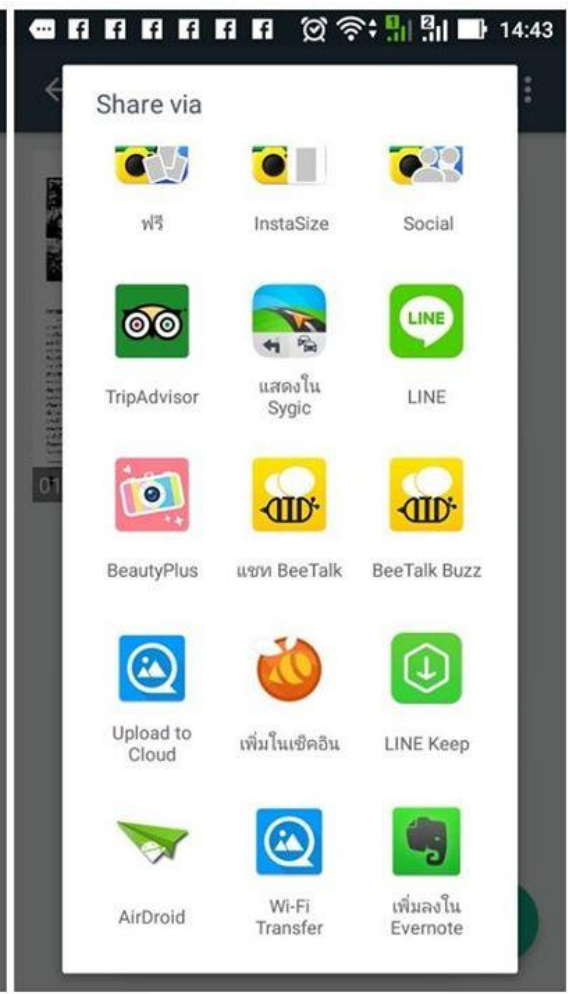 14:43
Share via
ฟรี
InstaSize
Social
LINE
TripAdvisor
แสดงใน
Sygic
LINE
BeautyPlus
แชท BeeTalk
BeeTalk Buzz
01
Upload to
Cloud
เพิ่มในเช็คอิน
LINE Keep
AirDroid
Wi-Fi
Transfer
เพิ่มลงใน
Evernote